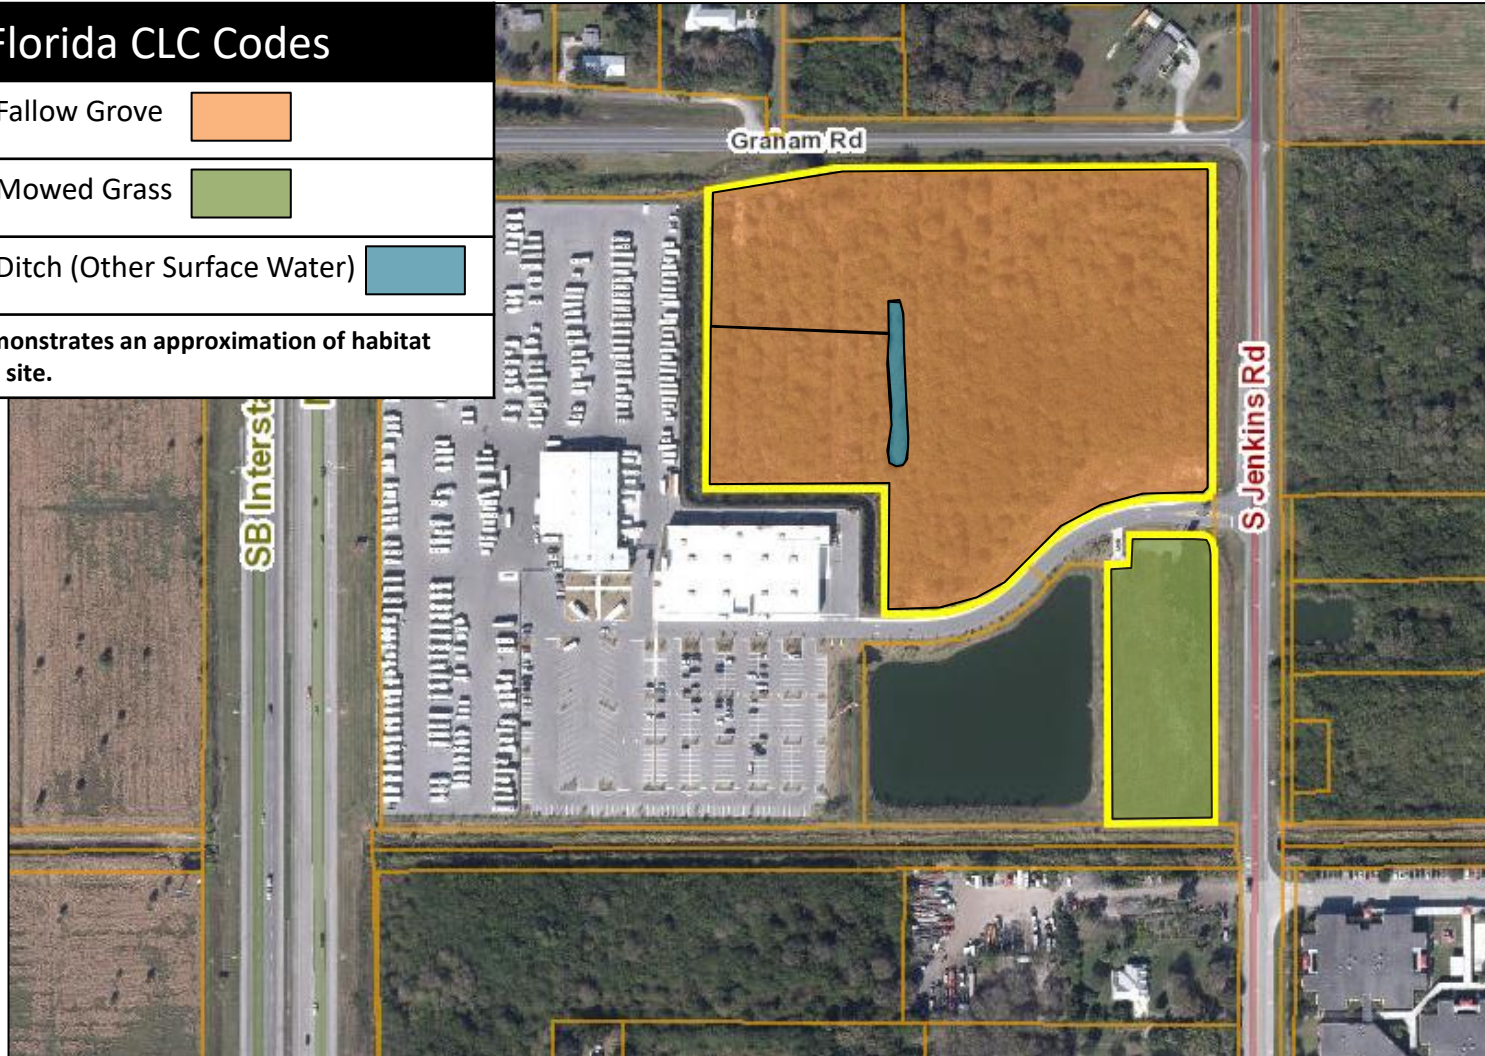 Florida CLC Codes
Fallow Grove
Mowed Grass
Ditch (Other Surface Water)
monstrates an approximation of habitat
site.
Graham Rd
S Jenkins Rd
SB Interst